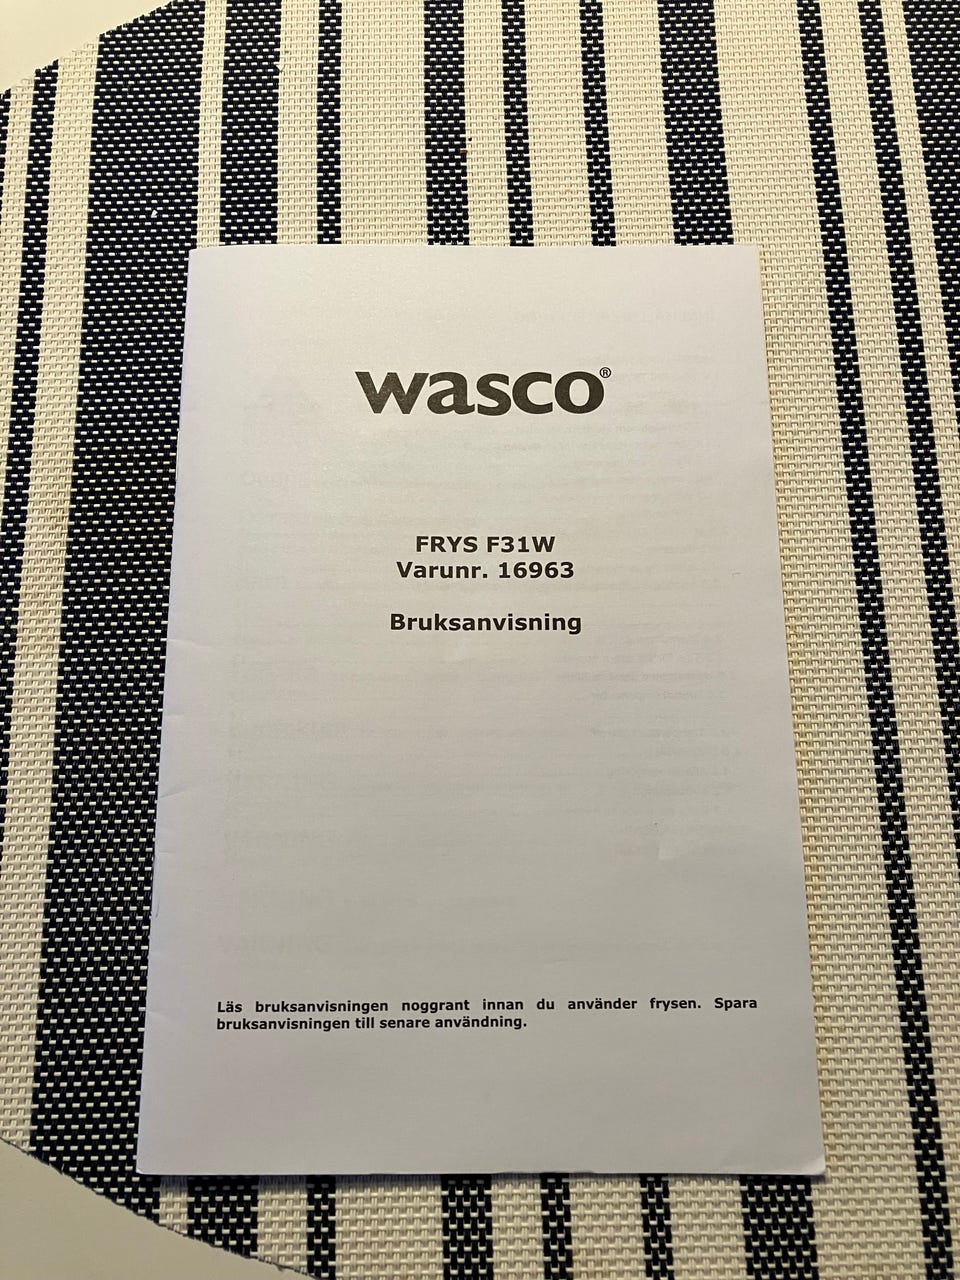 wasco®
FRYS F31W
Varunr. 16963
Bruksanvisning
Läs bruksanvisningen noggrant innan du använder frysen. Spara
bruksanvisningen till senare användning.